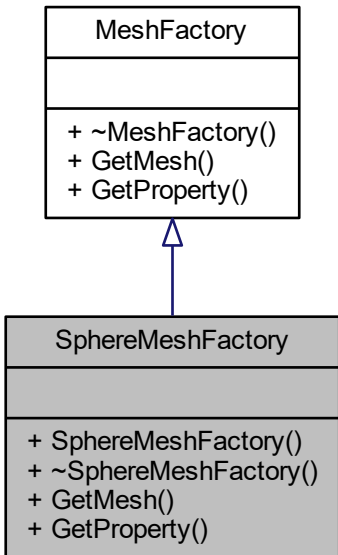 MeshFactory
+ ~MeshFactory()
+ GetMesh()
+ GetProperty()
SphereMeshFactory
+ SphereMeshFactory()
+ ~SphereMeshFactory()
+ GetMesh()
+ GetProperty()